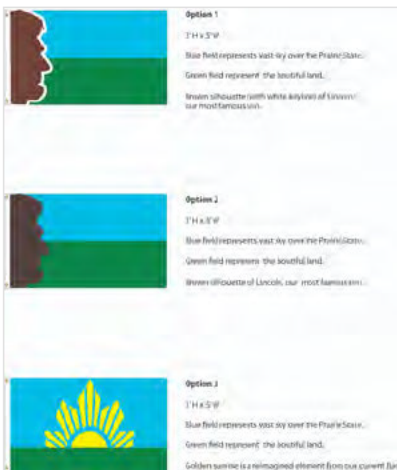 Option 1
3'H x 5'W
Blue field represents vast sky over the Prairie State.
Green field represent the boutiful land.
Brown silhouette (with white keyline) of Lincoln
our most famous son.
Option 2
3'H x 5'W
Blue field represents vast sky over the Prairie State.
Green field represent the boutiful land.
Brown silhouette of Lincoln, our most famous son.
Option 3
3'H x 5'W
Blue field represents vast sky over the Prairie State.
Green field represent the boutiful land.
Golden sunrise is a reimagined element from our current